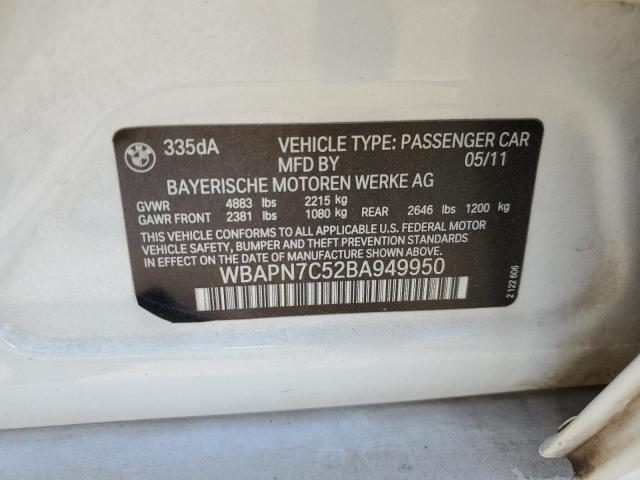 BMW
335dA VEHICLE TYPE: PASSENGER CAR
MFD BY 05/11
BAYERISCHE MOTOREN WERKE AG
GVWR 4883 lbs 2215 kg
GAWR FRONT 2381 lbs 1080 kg REAR 2646 lbs 1200 kg
THIS VEHICLE CONFORMS TO ALL APPLICABLE U.S. FEDERAL MOTOR
VEHICLE SAFETY, BUMPER AND THEFT PREVENTION STANDARDS
IN EFFECT ON THE DATE OF MANUFACTURE SHOWN ABOVE.
WBAPN7C52BA949950
2 122 606